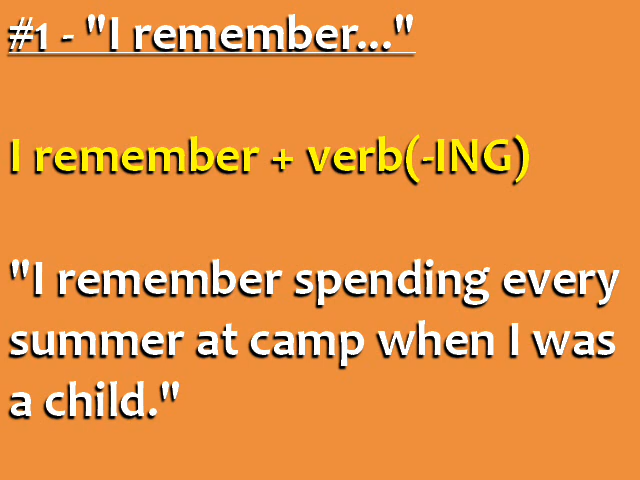 #1 - "I remember..."
I remember + verb(-ING)
"I remember spending every
summer at camp when I was
a child."